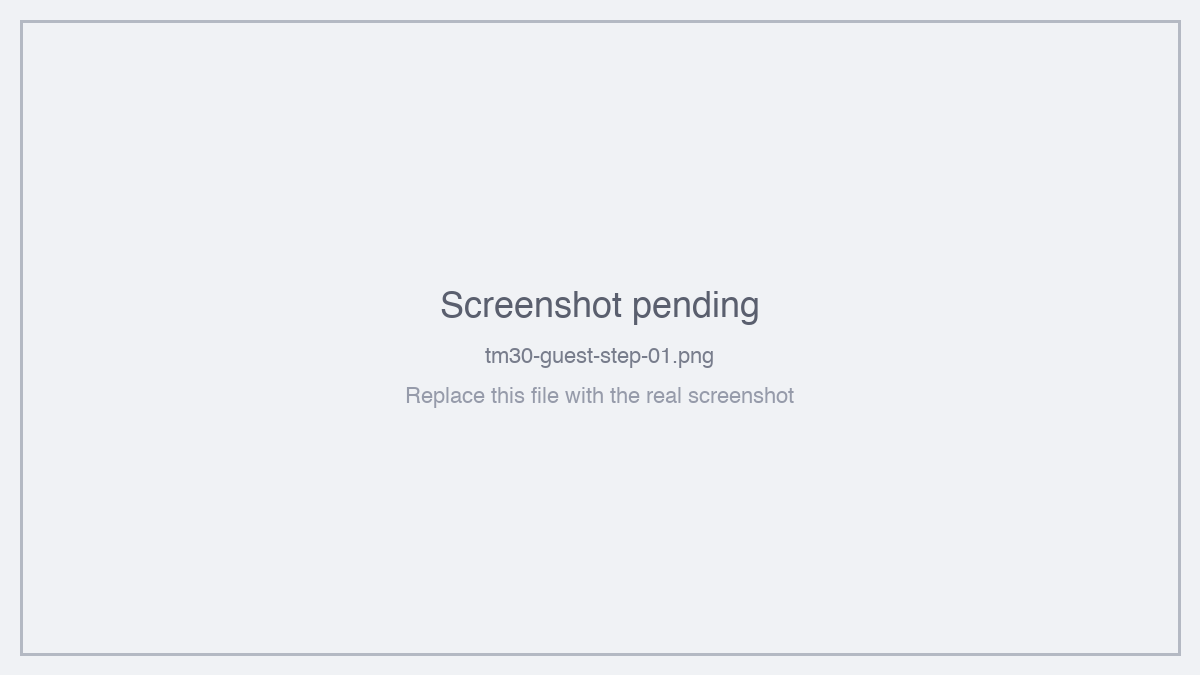 Screenshot pending
tm30-guest-step-01.png
Replace this file with the real screenshot